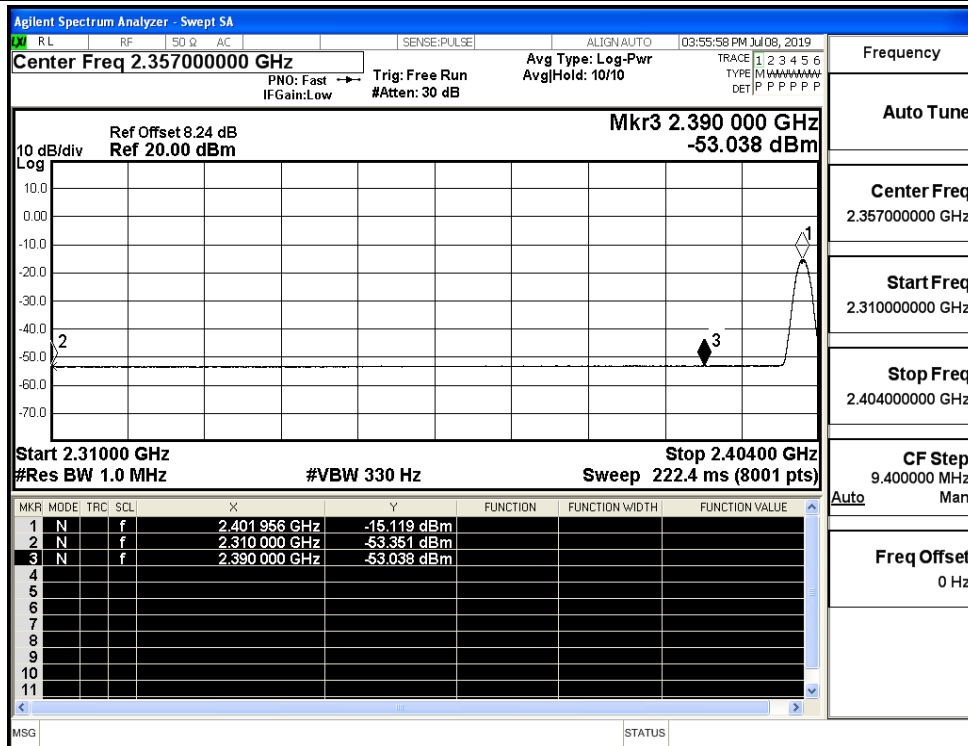 Agilent Spectrum Analyzer - Swept SA
LXI RL RF 50 Ω AC SENSE:PULSE ALIGN AUTO 03:55:58 PM Jul 08, 2019
Center Freq 2.357000000 GHz
PNO: Fast
IFGain:Low
Trig: Free Run
#Atten: 30 dB
Avg Type: Log-Pwr
Avg|Hold: 10/10
TRACE 1 2 3 4 5 6
TYPE M W W W W W
DET P P P P P P
Ref Offset 8.24 dB
10 dB/div Ref 20.00 dBm
Log
Mkr3 2.390 000 GHz
-53.038 dBm
10.0
0.00
-10.0
-20.0
-30.0
-40.0
-50.0
-60.0
-70.0
1
2
3
Start 2.31000 GHz Stop 2.40400 GHz
#Res BW 1.0 MHz #VBW 330 Hz Sweep 222.4 ms (8001 pts)
MKR MODE TRC SCL X Y FUNCTION FUNCTION WIDTH FUNCTION VALUE
1 N f 2.401 956 GHz -15.119 dBm
2 N f 2.310 000 GHz -53.351 dBm
3 N f 2.390 000 GHz -53.038 dBm
4
5
6
7
8
9
10
11
MSG STATUS
Frequency
Auto Tune
Center Freq
2.357000000 GHz
Start Freq
2.310000000 GHz
Stop Freq
2.404000000 GHz
CF Step
9.400000 MHz
Auto Man
Freq Offset
0 Hz